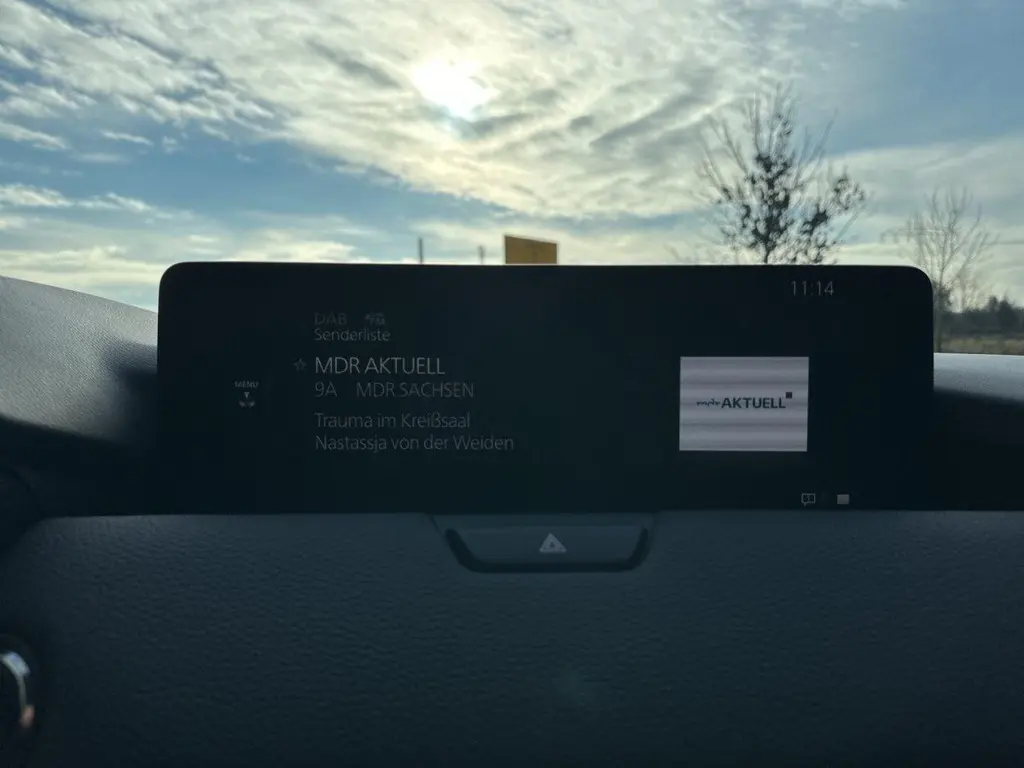 11:14
DAB
Senderliste
MENU
MDR AKTUELL
9A MDR SACHSEN
Trauma im Kreißsaal
Nastassja von der Weiden
mdr AKTUELL